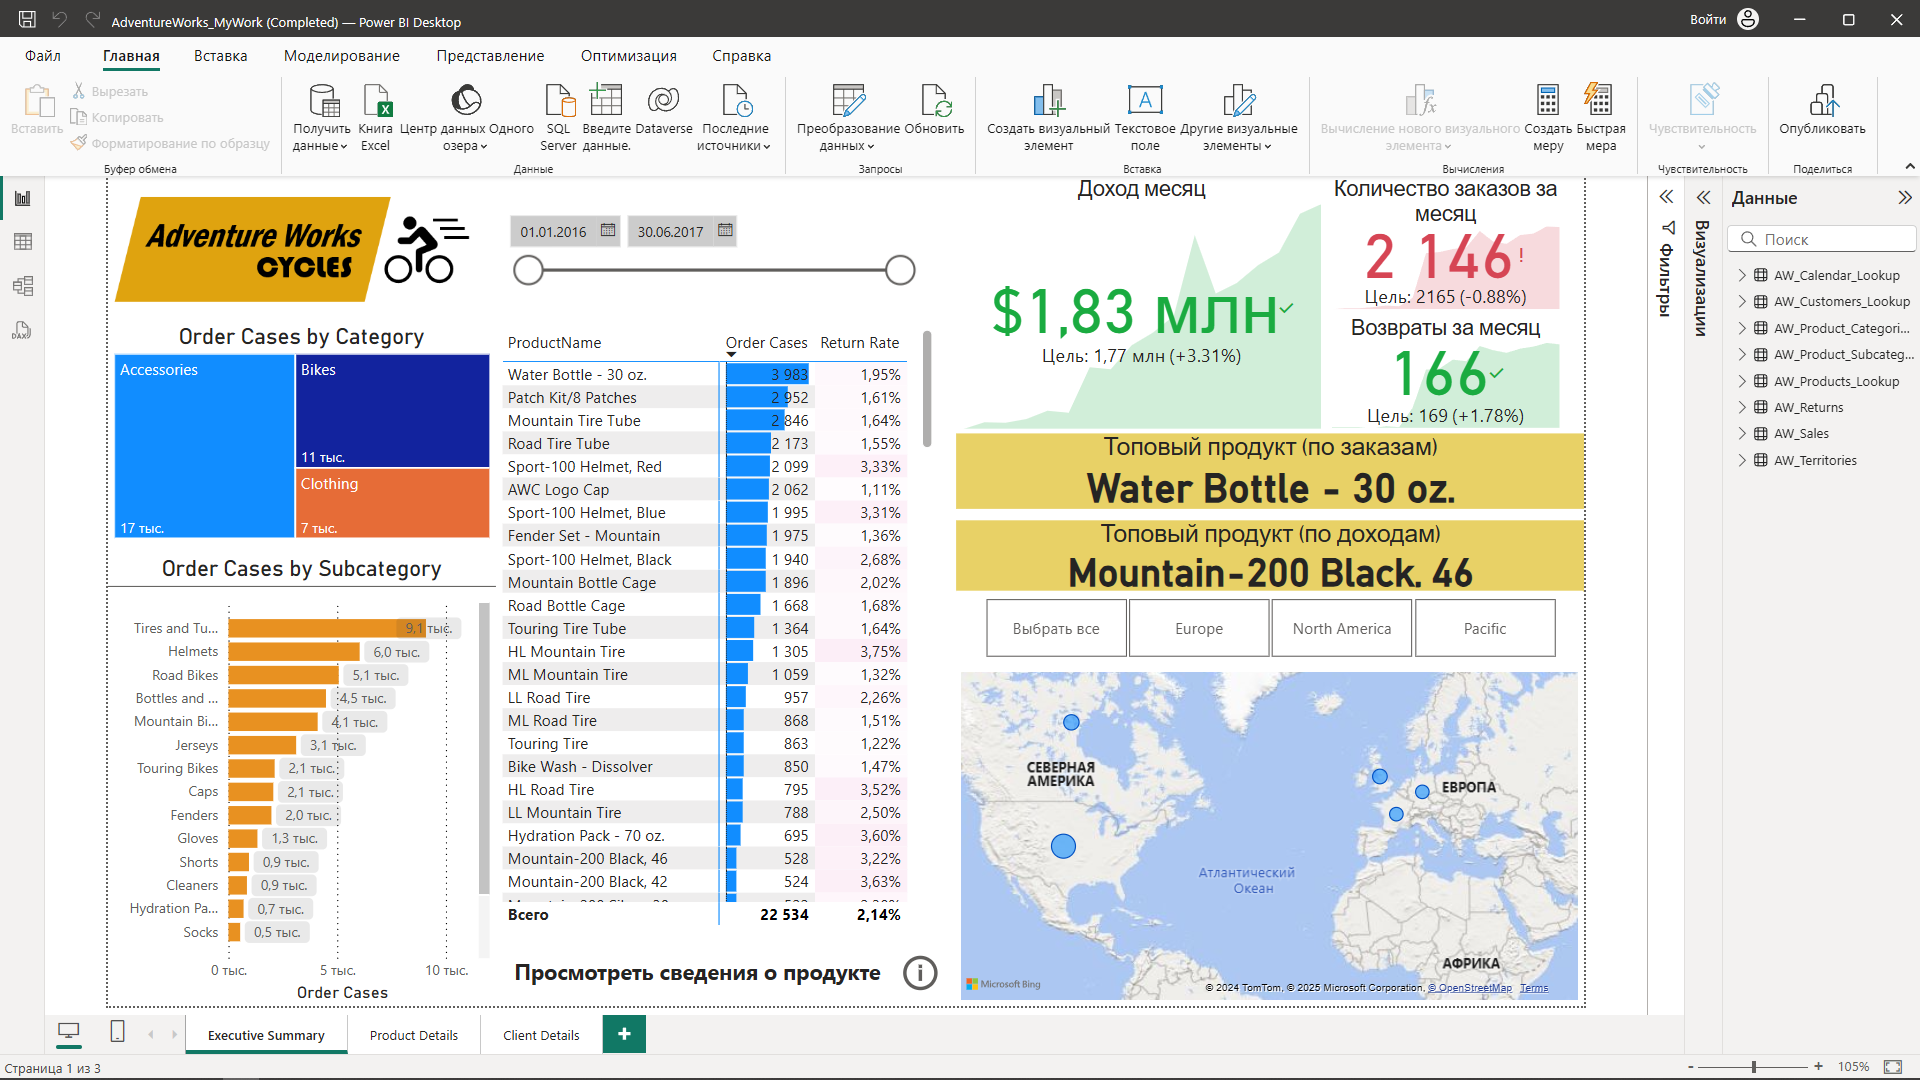 AdventureWorks_MyWork (Completed) — Power BI Desktop
Войти
Файл
Главная
Вставка
Моделирование
Представление
Оптимизация
Справка
Вставить
Вырезать
Копировать
Форматирование по образцу
Буфер обмена
Получить данные
Книга Excel
Центр данных Одного озера
SQL Server
Введите данные.
Dataverse
Последние источники
Данные
Преобразование данных
Обновить
Запросы
Создать визуальный элемент
Текстовое поле
Другие визуальные элементы
Вставка
Вычисление нового визуального элемента
Создать меру
Быстрая мера
Вычисления
Чувствительность
Чувствительность
Опубликовать
Поделиться
Adventure Works
CYCLES
01.01.2016
30.06.2017
Order Cases by Category
Accessories
17 тыс.
Bikes
11 тыс.
Clothing
7 тыс.
Order Cases by Subcategory
Tires and Tu... 9,1 тыс.
Helmets 6,0 тыс.
Road Bikes 5,1 тыс.
Bottles and ... 4,5 тыс.
Mountain Bi... 4,1 тыс.
Jerseys 3,1 тыс.
Touring Bikes 2,1 тыс.
Caps 2,1 тыс.
Fenders 2,0 тыс.
Gloves 1,3 тыс.
Shorts 0,9 тыс.
Cleaners 0,9 тыс.
Hydration Pa... 0,7 тыс.
Socks 0,5 тыс.
0 тыс. 5 тыс. 10 тыс.
Order Cases
ProductName Order Cases Return Rate
Water Bottle - 30 oz. 3 983 1,95%
Patch Kit/8 Patches 2 952 1,61%
Mountain Tire Tube 2 846 1,64%
Road Tire Tube 2 173 1,55%
Sport-100 Helmet, Red 2 099 3,33%
AWC Logo Cap 2 062 1,11%
Sport-100 Helmet, Blue 1 995 3,31%
Fender Set - Mountain 1 975 1,36%
Sport-100 Helmet, Black 1 940 2,68%
Mountain Bottle Cage 1 896 2,02%
Road Bottle Cage 1 668 1,68%
Touring Tire Tube 1 364 1,64%
HL Mountain Tire 1 305 3,75%
ML Mountain Tire 1 059 1,32%
LL Road Tire 957 2,26%
ML Road Tire 868 1,51%
Touring Tire 863 1,22%
Bike Wash - Dissolver 850 1,47%
HL Road Tire 795 3,52%
LL Mountain Tire 788 2,50%
Hydration Pack - 70 oz. 695 3,60%
Mountain-200 Black, 46 528 3,22%
Mountain-200 Black, 42 524 3,63%
Всего 22 534 2,14%
Просмотреть сведения о продукте
Доход месяц
$1,83 млн
Цель: 1,77 млн (+3.31%)
Количество заказов за месяц
2 146!
Цель: 2165 (-0.88%)
Возвраты за месяц
166
Цель: 169 (+1.78%)
Топовый продукт (по заказам)
Water Bottle - 30 oz.
Топовый продукт (по доходам)
Mountain-200 Black, 46
Выбрать все
Europe
North America
Pacific
СЕВЕРНАЯ АМЕРИКА
ЕВРОПА
Атлантический Океан
АФРИКА
Microsoft Bing
© 2024 TomTom, © 2025 Microsoft Corporation, © OpenStreetMap Terms
Фильтры
Визуализации
Данные
Поиск
AW_Calendar_Lookup
AW_Customers_Lookup
AW_Product_Categori...
AW_Product_Subcateg...
AW_Products_Lookup
AW_Returns
AW_Sales
AW_Territories
Executive Summary
Product Details
Client Details
Страница 1 из 3
105%